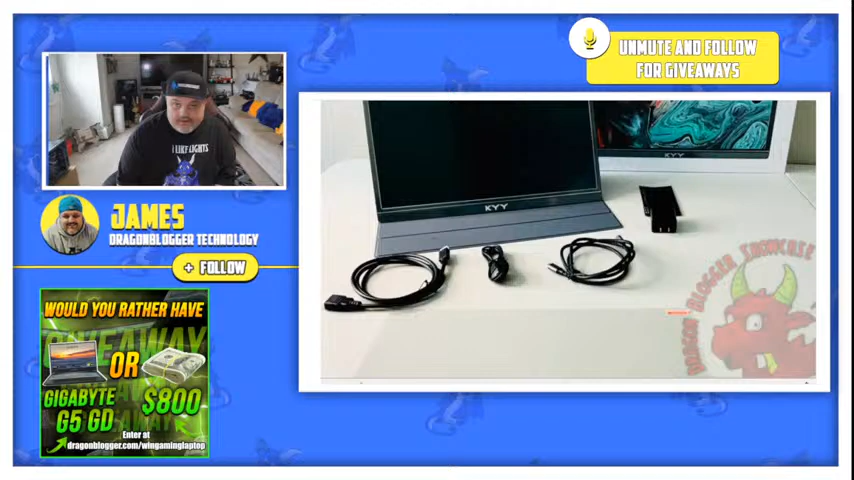 UNMUTE AND FOLLOW
FOR GIVEAWAYS
KYY
KYY
I LIKE LIGHTS
JAMES
DRAGONBLOGGER TECHNOLOGY
+ FOLLOW
WOULD YOU RATHER HAVE
GIVEAWAY
OR
GIGABYTE
G5 GD
$800
Enter at
dragonblogger.com/wingaminglaptop
DRAGON BLOGGER SHOWCASE